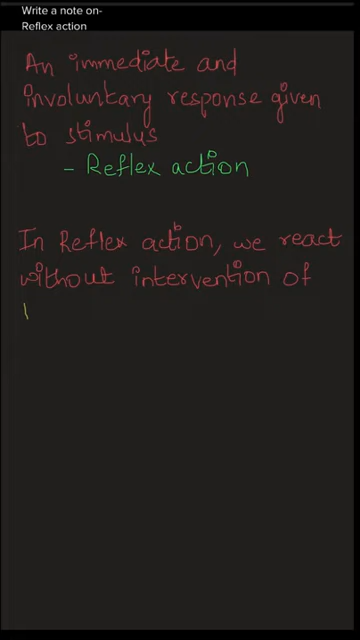 Write a note on-
Reflex action
An immediate and
involuntary response given
to stimulus
- Reflex action
In Reflex action, we react
without intervention of